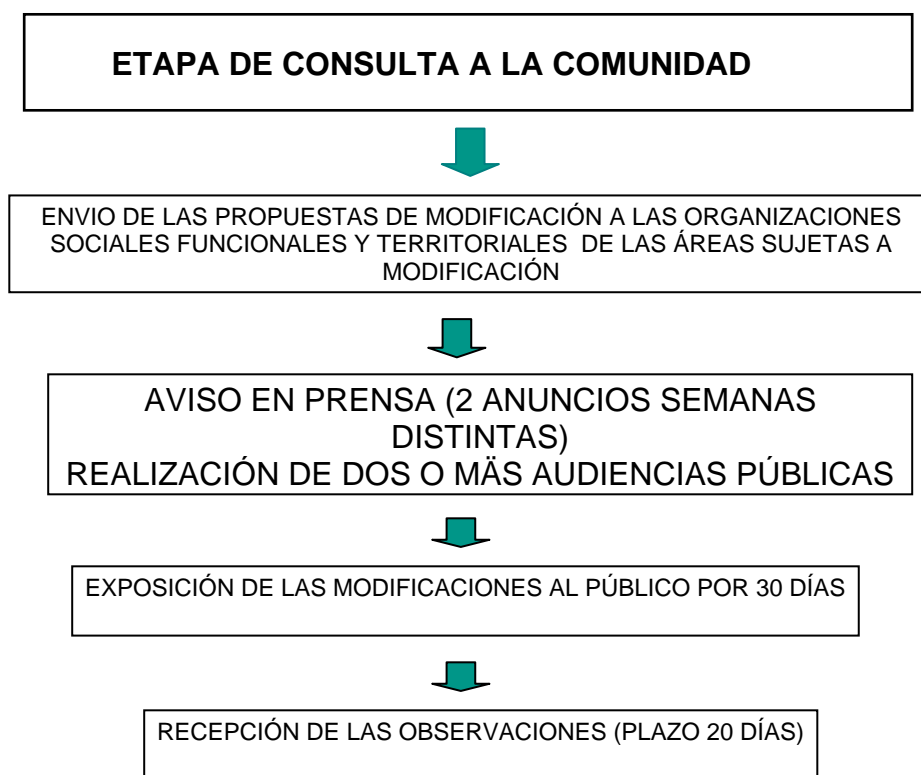 ETAPA DE CONSULTA A LA COMUNIDAD
ENVIO DE LAS PROPUESTAS DE MODIFICACIÓN A LAS ORGANIZACIONES
SOCIALES FUNCIONALES Y TERRITORIALES DE LAS ÁREAS SUJETAS A
MODIFICACIÓN
AVISO EN PRENSA (2 ANUNCIOS SEMANAS
DISTINTAS)
REALIZACIÓN DE DOS O MÄS AUDIENCIAS PÚBLICAS
EXPOSICIÓN DE LAS MODIFICACIONES AL PÚBLICO POR 30 DÍAS
RECEPCIÓN DE LAS OBSERVACIONES (PLAZO 20 DÍAS)